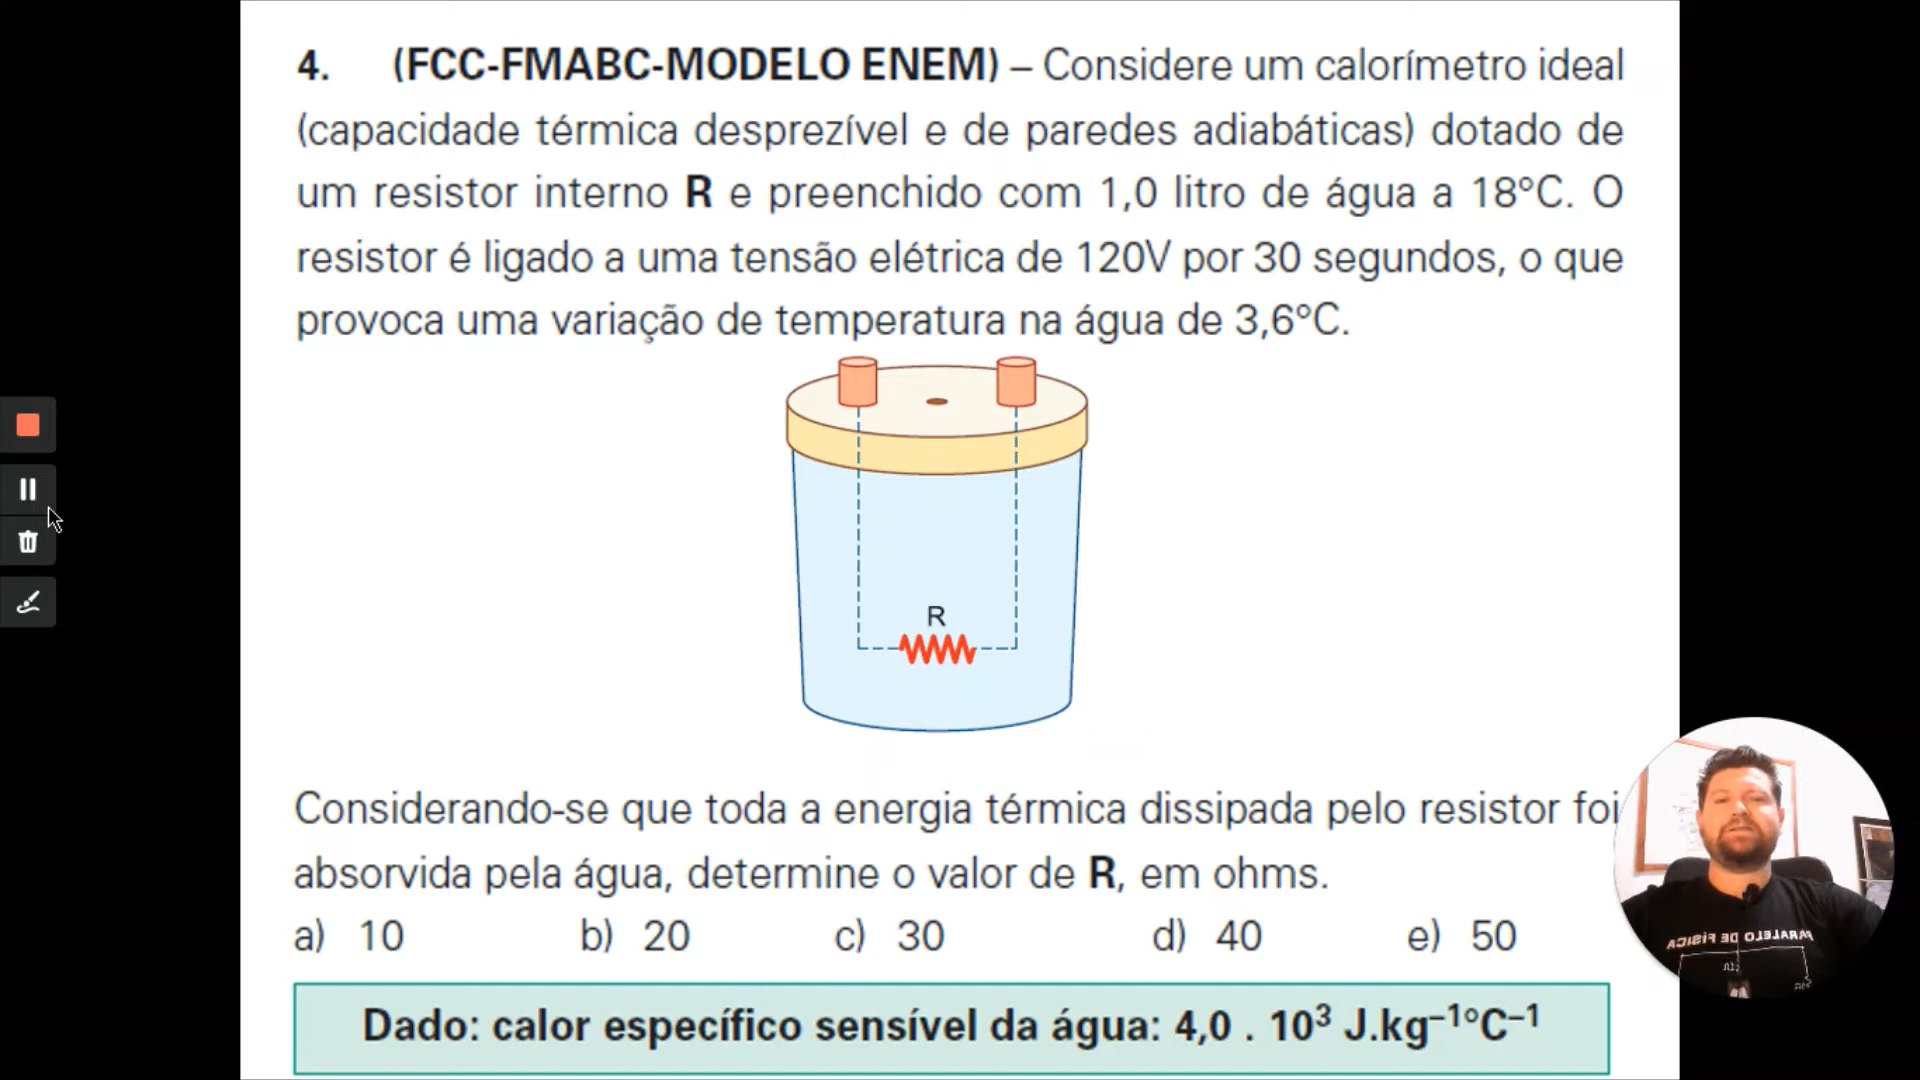 4. (FCC-FMABC-MODELO ENEM) – Considere um calorímetro ideal
(capacidade térmica desprezível e de paredes adiabáticas) dotado de
um resistor interno R e preenchido com 1,0 litro de água a 18°C. O
resistor é ligado a uma tensão elétrica de 120V por 30 segundos, o que
provoca uma variação de temperatura na água de 3,6°C.
R
Considerando-se que toda a energia térmica dissipada pelo resistor foi
absorvida pela água, determine o valor de R, em ohms.
a) 10 b) 20 c) 30 d) 40 e) 50
PARALELO DE FÍSICA
Dado: calor específico sensível da água: 4,0 . 10³ J.kg⁻¹°C⁻¹